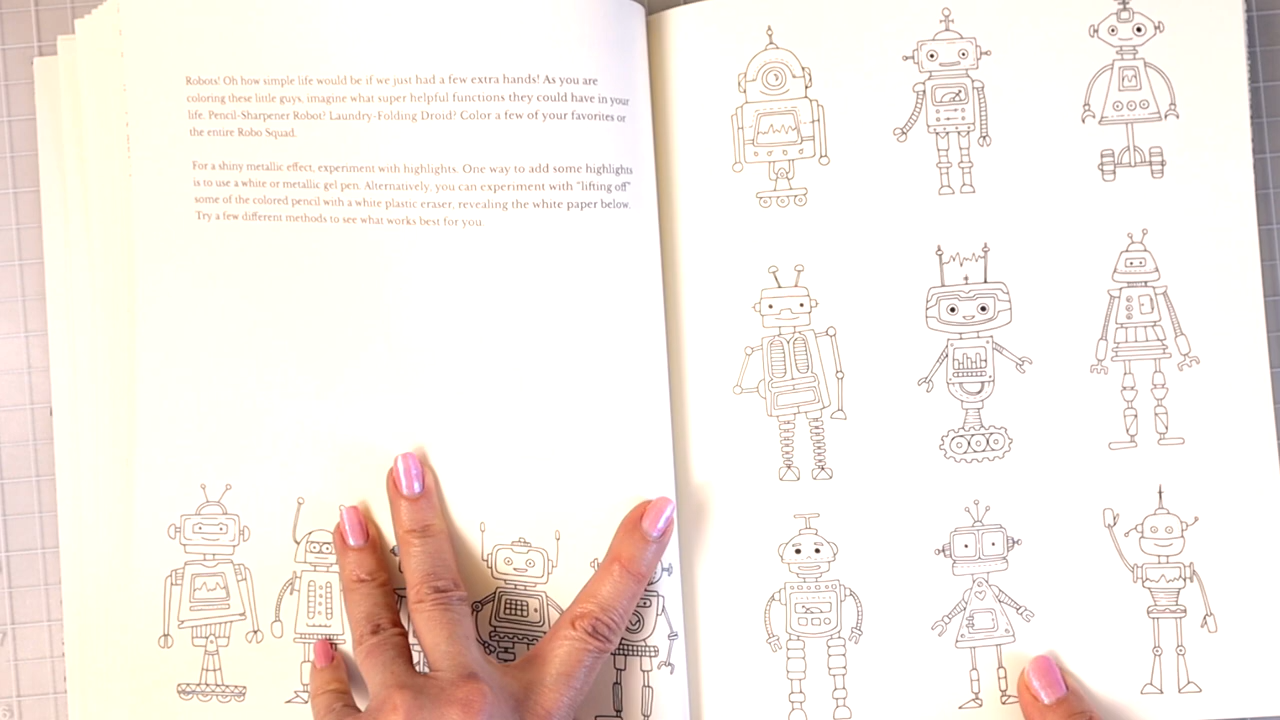 Robots! Oh how simple life would be if we just had a few extra hands! As you are
coloring these little guys, imagine what super helpful functions they could have in your
life. Pencil-Sharpener Robot? Laundry-Folding Droid? Color a few of your favorites or
the entire Robo Squad.
For a shiny metallic effect, experiment with highlights. One way to add some highlights
is to use a white or metallic gel pen. Alternatively, you can experiment with “lifting off”
some of the colored pencil with a white plastic eraser, revealing the white paper below.
Try a few different methods to see what works best for you.